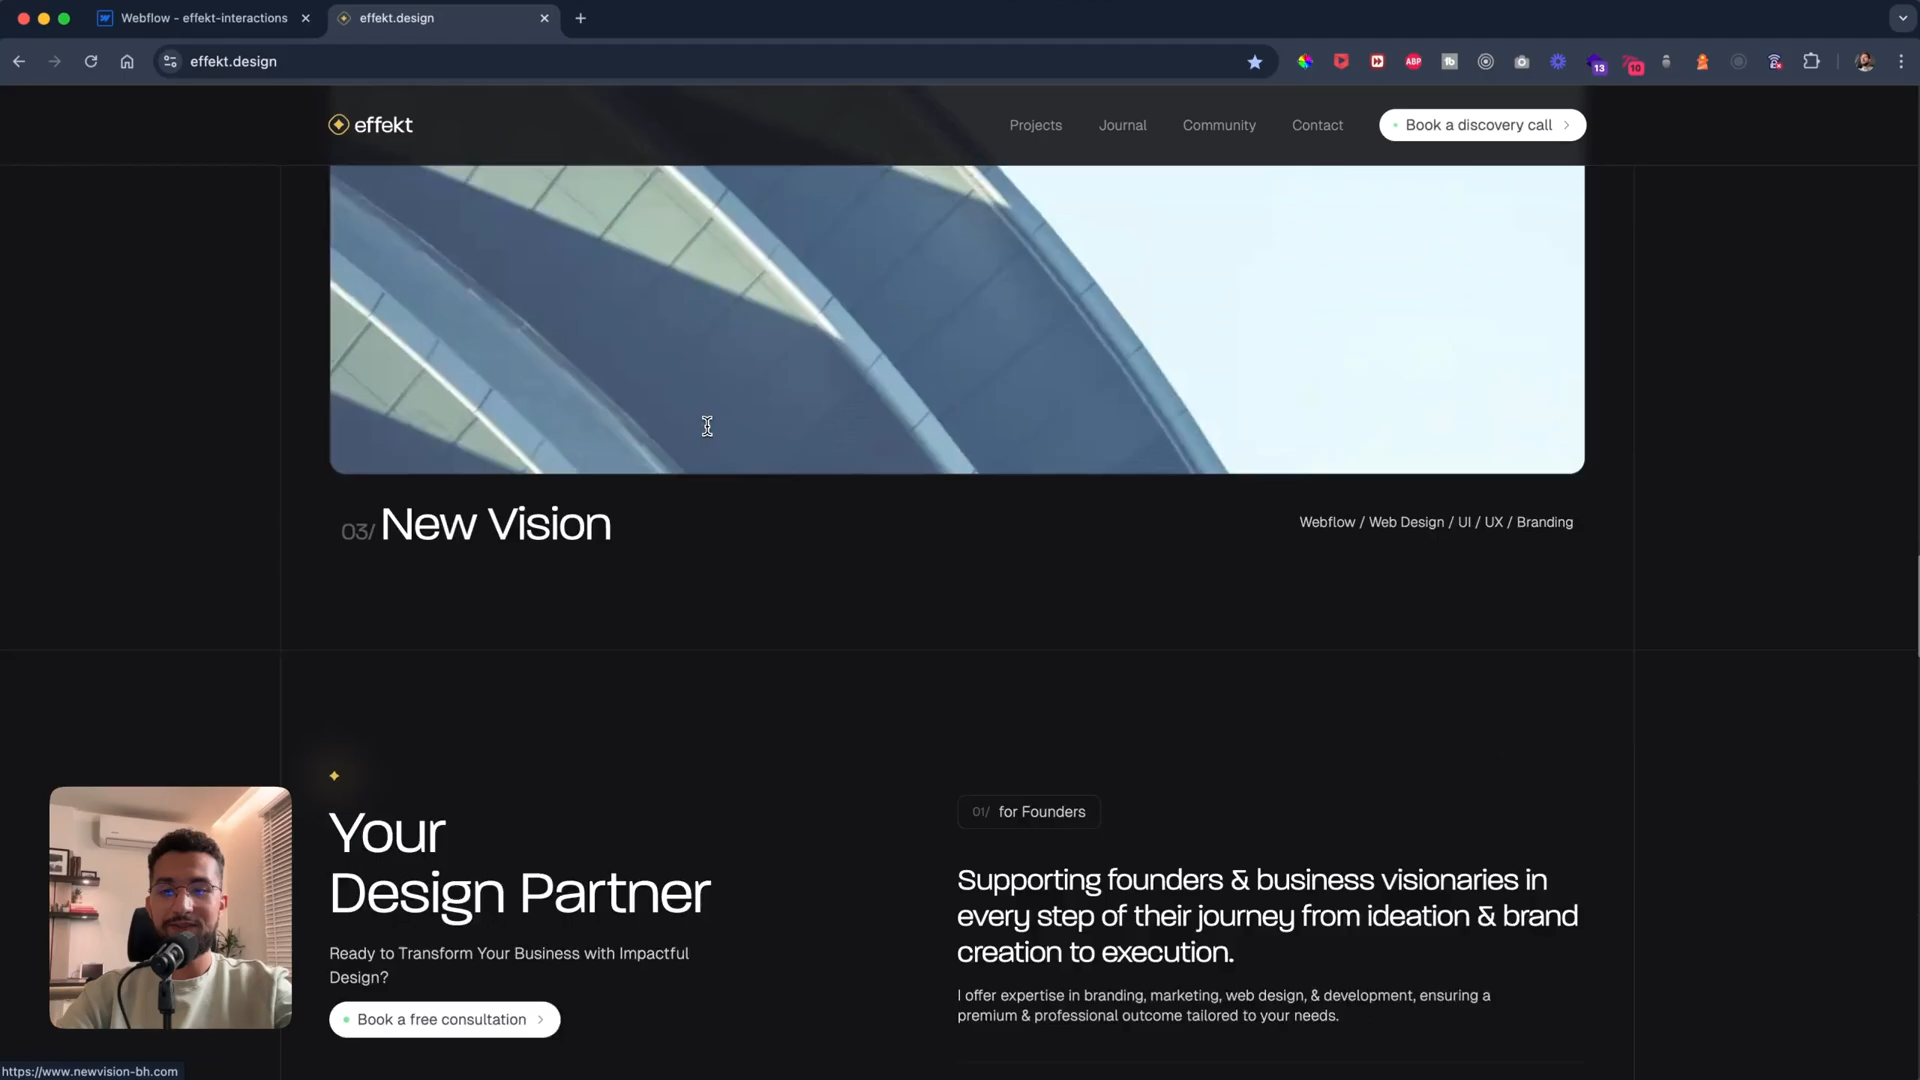 Webflow - effekt-interactions
effekt.design
effekt.design
ABP
fb
13
10
effekt
Projects
Journal
Community
Contact
Book a discovery call
03/ New Vision
Webflow / Web Design / UI / UX / Branding
Your
Design Partner
Ready to Transform Your Business with Impactful
Design?
Book a free consultation
01/ for Founders
Supporting founders & business visionaries in
every step of their journey from ideation & brand
creation to execution.
I offer expertise in branding, marketing, web design, & development, ensuring a
premium & professional outcome tailored to your needs.
https://www.newvision-bh.com